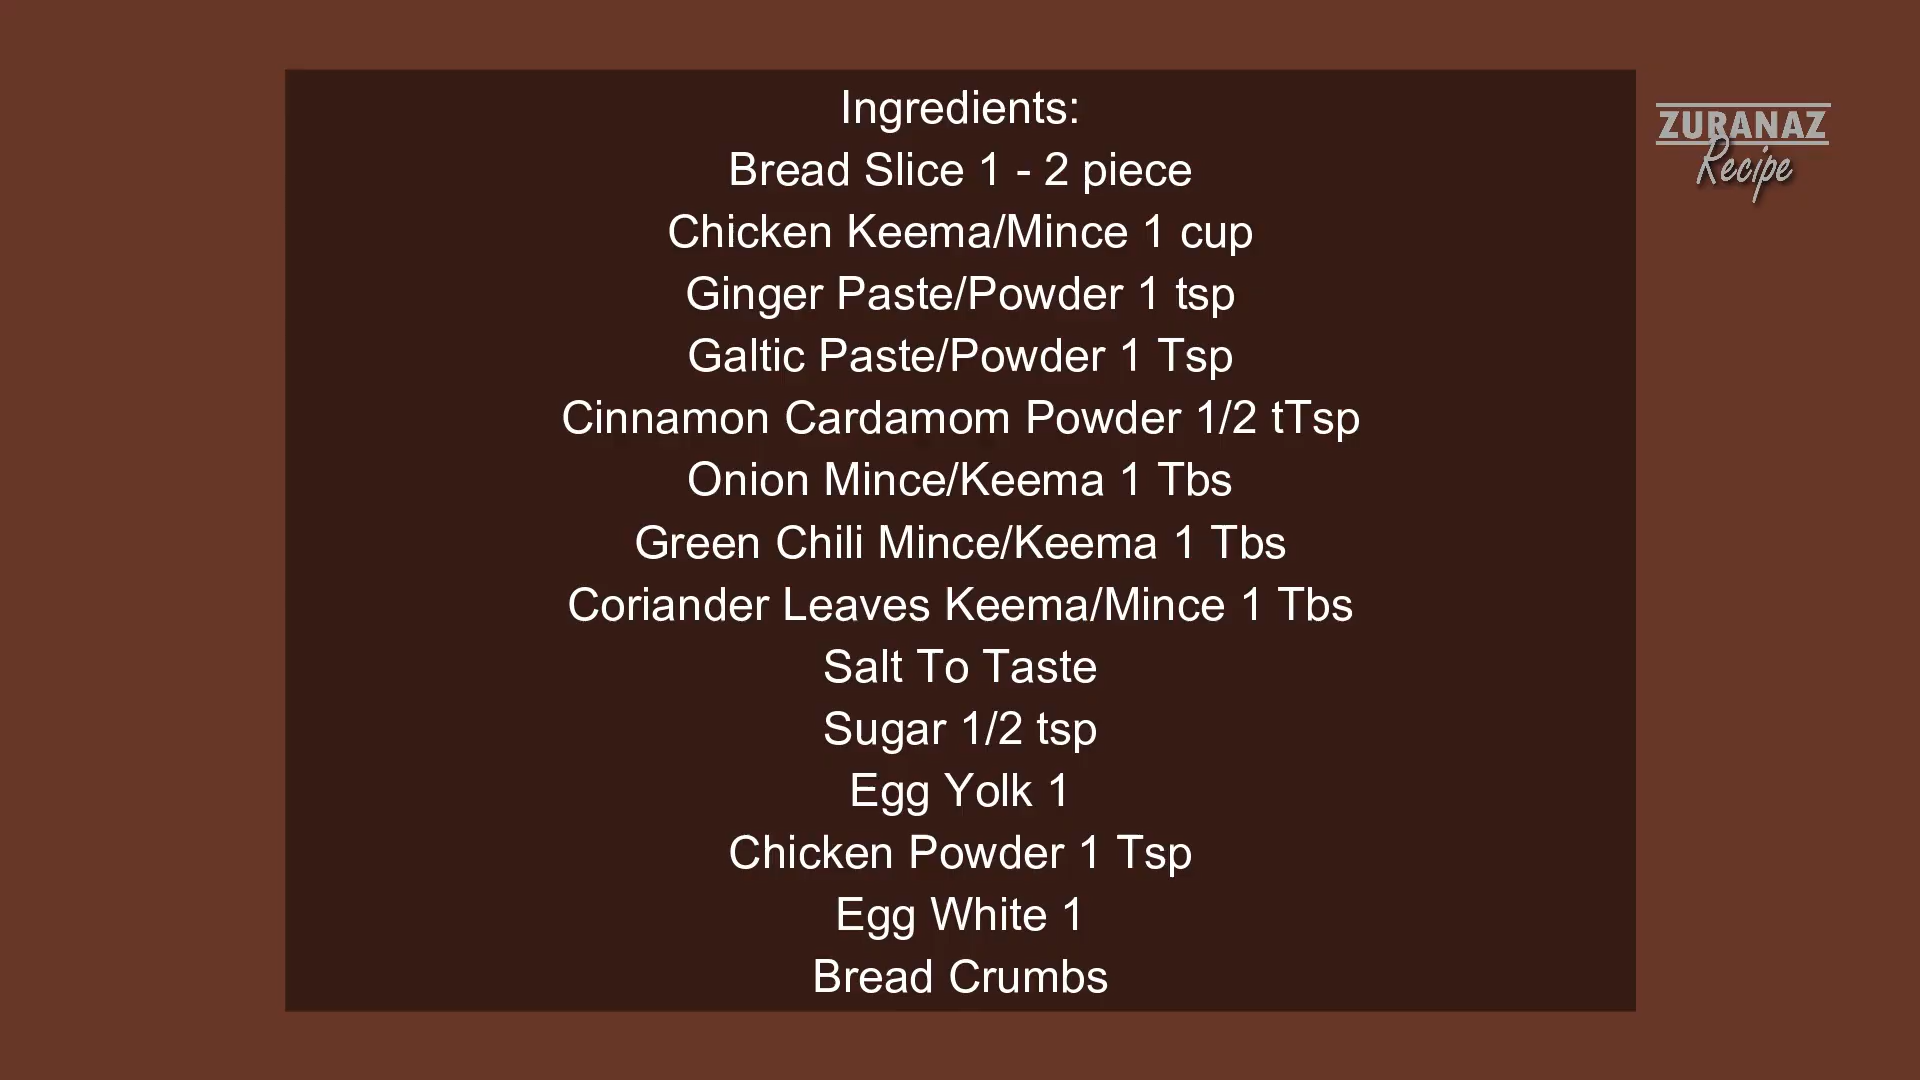 Ingredients:
Bread Slice 1 - 2 piece
Chicken Keema/Mince 1 cup
Ginger Paste/Powder 1 tsp
Galtic Paste/Powder 1 Tsp
Cinnamon Cardamom Powder 1/2 tTsp
Onion Mince/Keema 1 Tbs
Green Chili Mince/Keema 1 Tbs
Coriander Leaves Keema/Mince 1 Tbs
Salt To Taste
Sugar 1/2 tsp
Egg Yolk 1
Chicken Powder 1 Tsp
Egg White 1
Bread Crumbs
ZURANAZ
Recipe